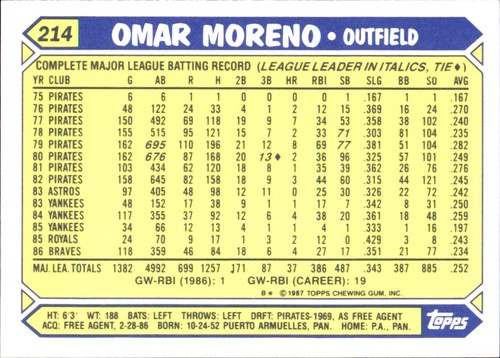 214 OMAR MORENO • OUTFIELD
COMPLETE MAJOR LEAGUE BATTING RECORD (LEAGUE LEADER IN ITALICS, TIE♦)
YR CLUB G AB R H 2B 3B HR RBI SB SLG BB SO AVG
75 PIRATES 6 6 1 1 0 0 0 0 1 .167 1 1 .167
76 PIRATES 48 122 24 33 4 1 2 12 15 .369 16 24 .270
77 PIRATES 150 492 69 118 19 9 7 34 53 .358 38 102 .240
78 PIRATES 155 515 95 121 15 7 2 33 71 .303 81 104 .235
79 PIRATES 162 695 110 196 21 12 8 69 77 .381 51 104 .282
80 PIRATES 162 676 87 168 20 13♦ 2 36 96 .325 57 101 .249
81 PIRATES 103 434 62 120 18 8 1 35 39 .362 26 76 .276
82 PIRATES 158 645 82 158 18 9 3 44 60 .315 44 121 .245
83 ASTROS 97 405 48 98 12 11 0 25 30 .326 22 72 .242
83 YANKEES 48 152 17 38 9 1 1 17 7 .342 8 31 .250
84 YANKEES 117 355 37 92 12 6 4 38 20 .361 18 48 .259
85 YANKEES 34 66 12 13 4 1 1 4 1 .333 1 16 .197
85 ROYALS 24 70 9 17 1 3 2 12 0 .429 3 8 .243
86 BRAVES 118 359 46 84 18 6 4 27 17 .351 21 77 .234
MAJ. LEA. TOTALS 1382 4992 699 1257 171 87 37 386 487 .343 387 885 .252
GW-RBI (1986): 1 GW-RBI (CAREER): 19
B✶ ©1987 TOPPS CHEWING GUM, INC.
HT: 6'3" WT: 188 BATS: LEFT THROWS: LEFT DRFT: PIRATES-1969, AS FREE AGENT
ACQ: FREE AGENT, 2-28-86 BORN: 10-24-52 PUERTO ARMUELLES, PAN. HOME: P.A., PAN.
TOPPS